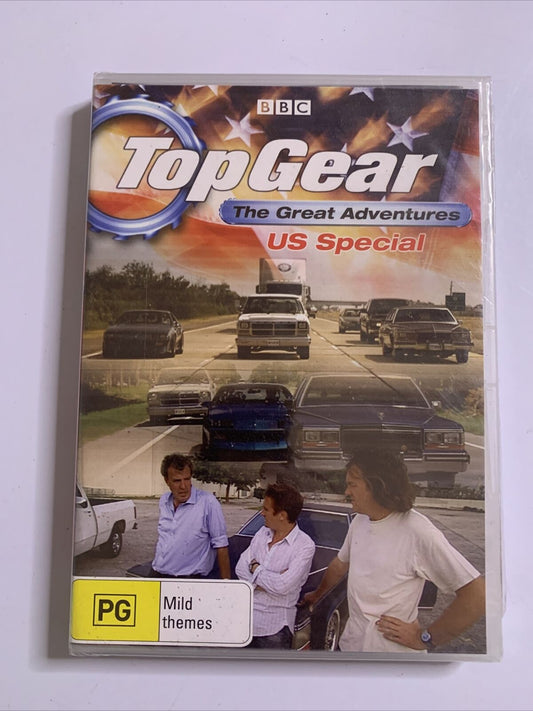 BBC
TopGear
The Great Adventures
US Special
PG
Mild
themes